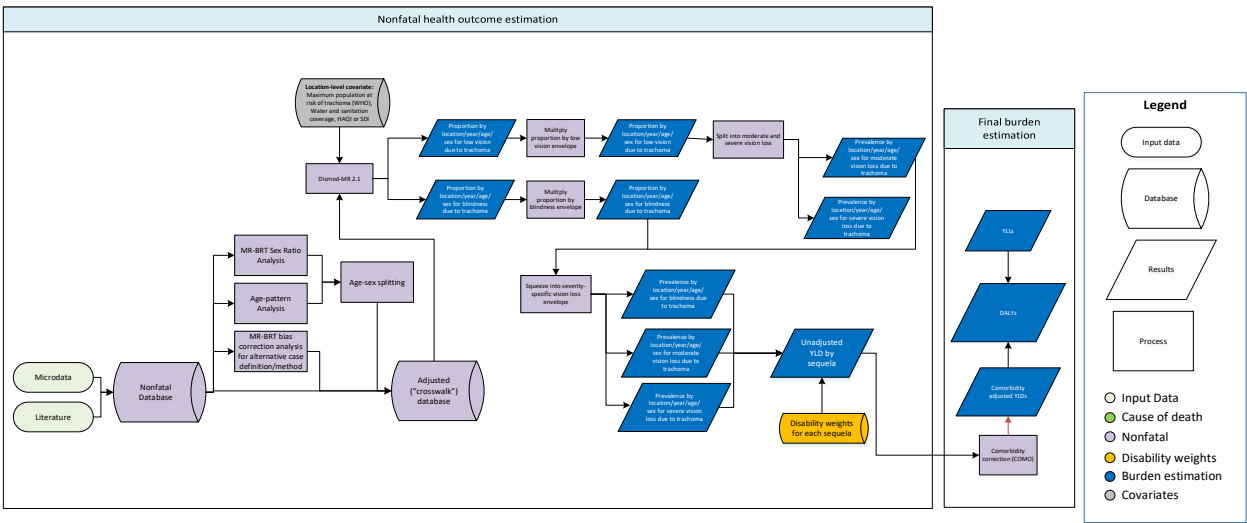 Nonfatal health outcome estimation
Location-level covariate:
Maximum population at
risk of trachoma (WHO),
Water and sanitation
coverage, HAQI or SDI
Dismod-MR 2.1
Proportion by
location/year/age/
sex for low vision
due to trachoma
Mulitply
proportion by low
vision envelope
Proportion by
location/year/age/
sex for low vision
due to trachoma
Split into moderate and
severe vision loss
Prevalence by
location/year/age/
sex for moderate
vision loss due to
trachoma
Proportion by
location/year/age/
sex for blindness
due to trachoma
Mulitply
proportion by
blindness envelope
Proportion by
location/year/age/
sex for blindness
due to trachoma
Prevalence by
location/year/age/
sex for severe vision
loss due to trachoma
MR-BRT Sex Ratio
Analysis
Age-pattern
Analysis
MR-BRT bias
correction analysis
for alternative case
definition/method
Age-sex splitting
Microdata
Literature
Nonfatal
Database
Adjusted
("crosswalk")
database
Squeeze into severity-
specific vision loss
envelope
Prevalence by
location/year/age/
sex for blindness due
to trachoma
Prevalence by
location/year/age/
sex for moderate
vision loss due to
trachoma
Prevalence by
location/year/age/
sex for severe vision
loss due to trachoma
Unadjusted
YLD by
sequela
Disability weights
for each sequela
Final burden
estimation
YLLs
DALYs
Comorbidity
adjusted YLDs
Comorbidity
correction (COMO)
Legend
Input data
Database
Results
Process
Input Data
Cause of death
Nonfatal
Disability weights
Burden estimation
Covariates